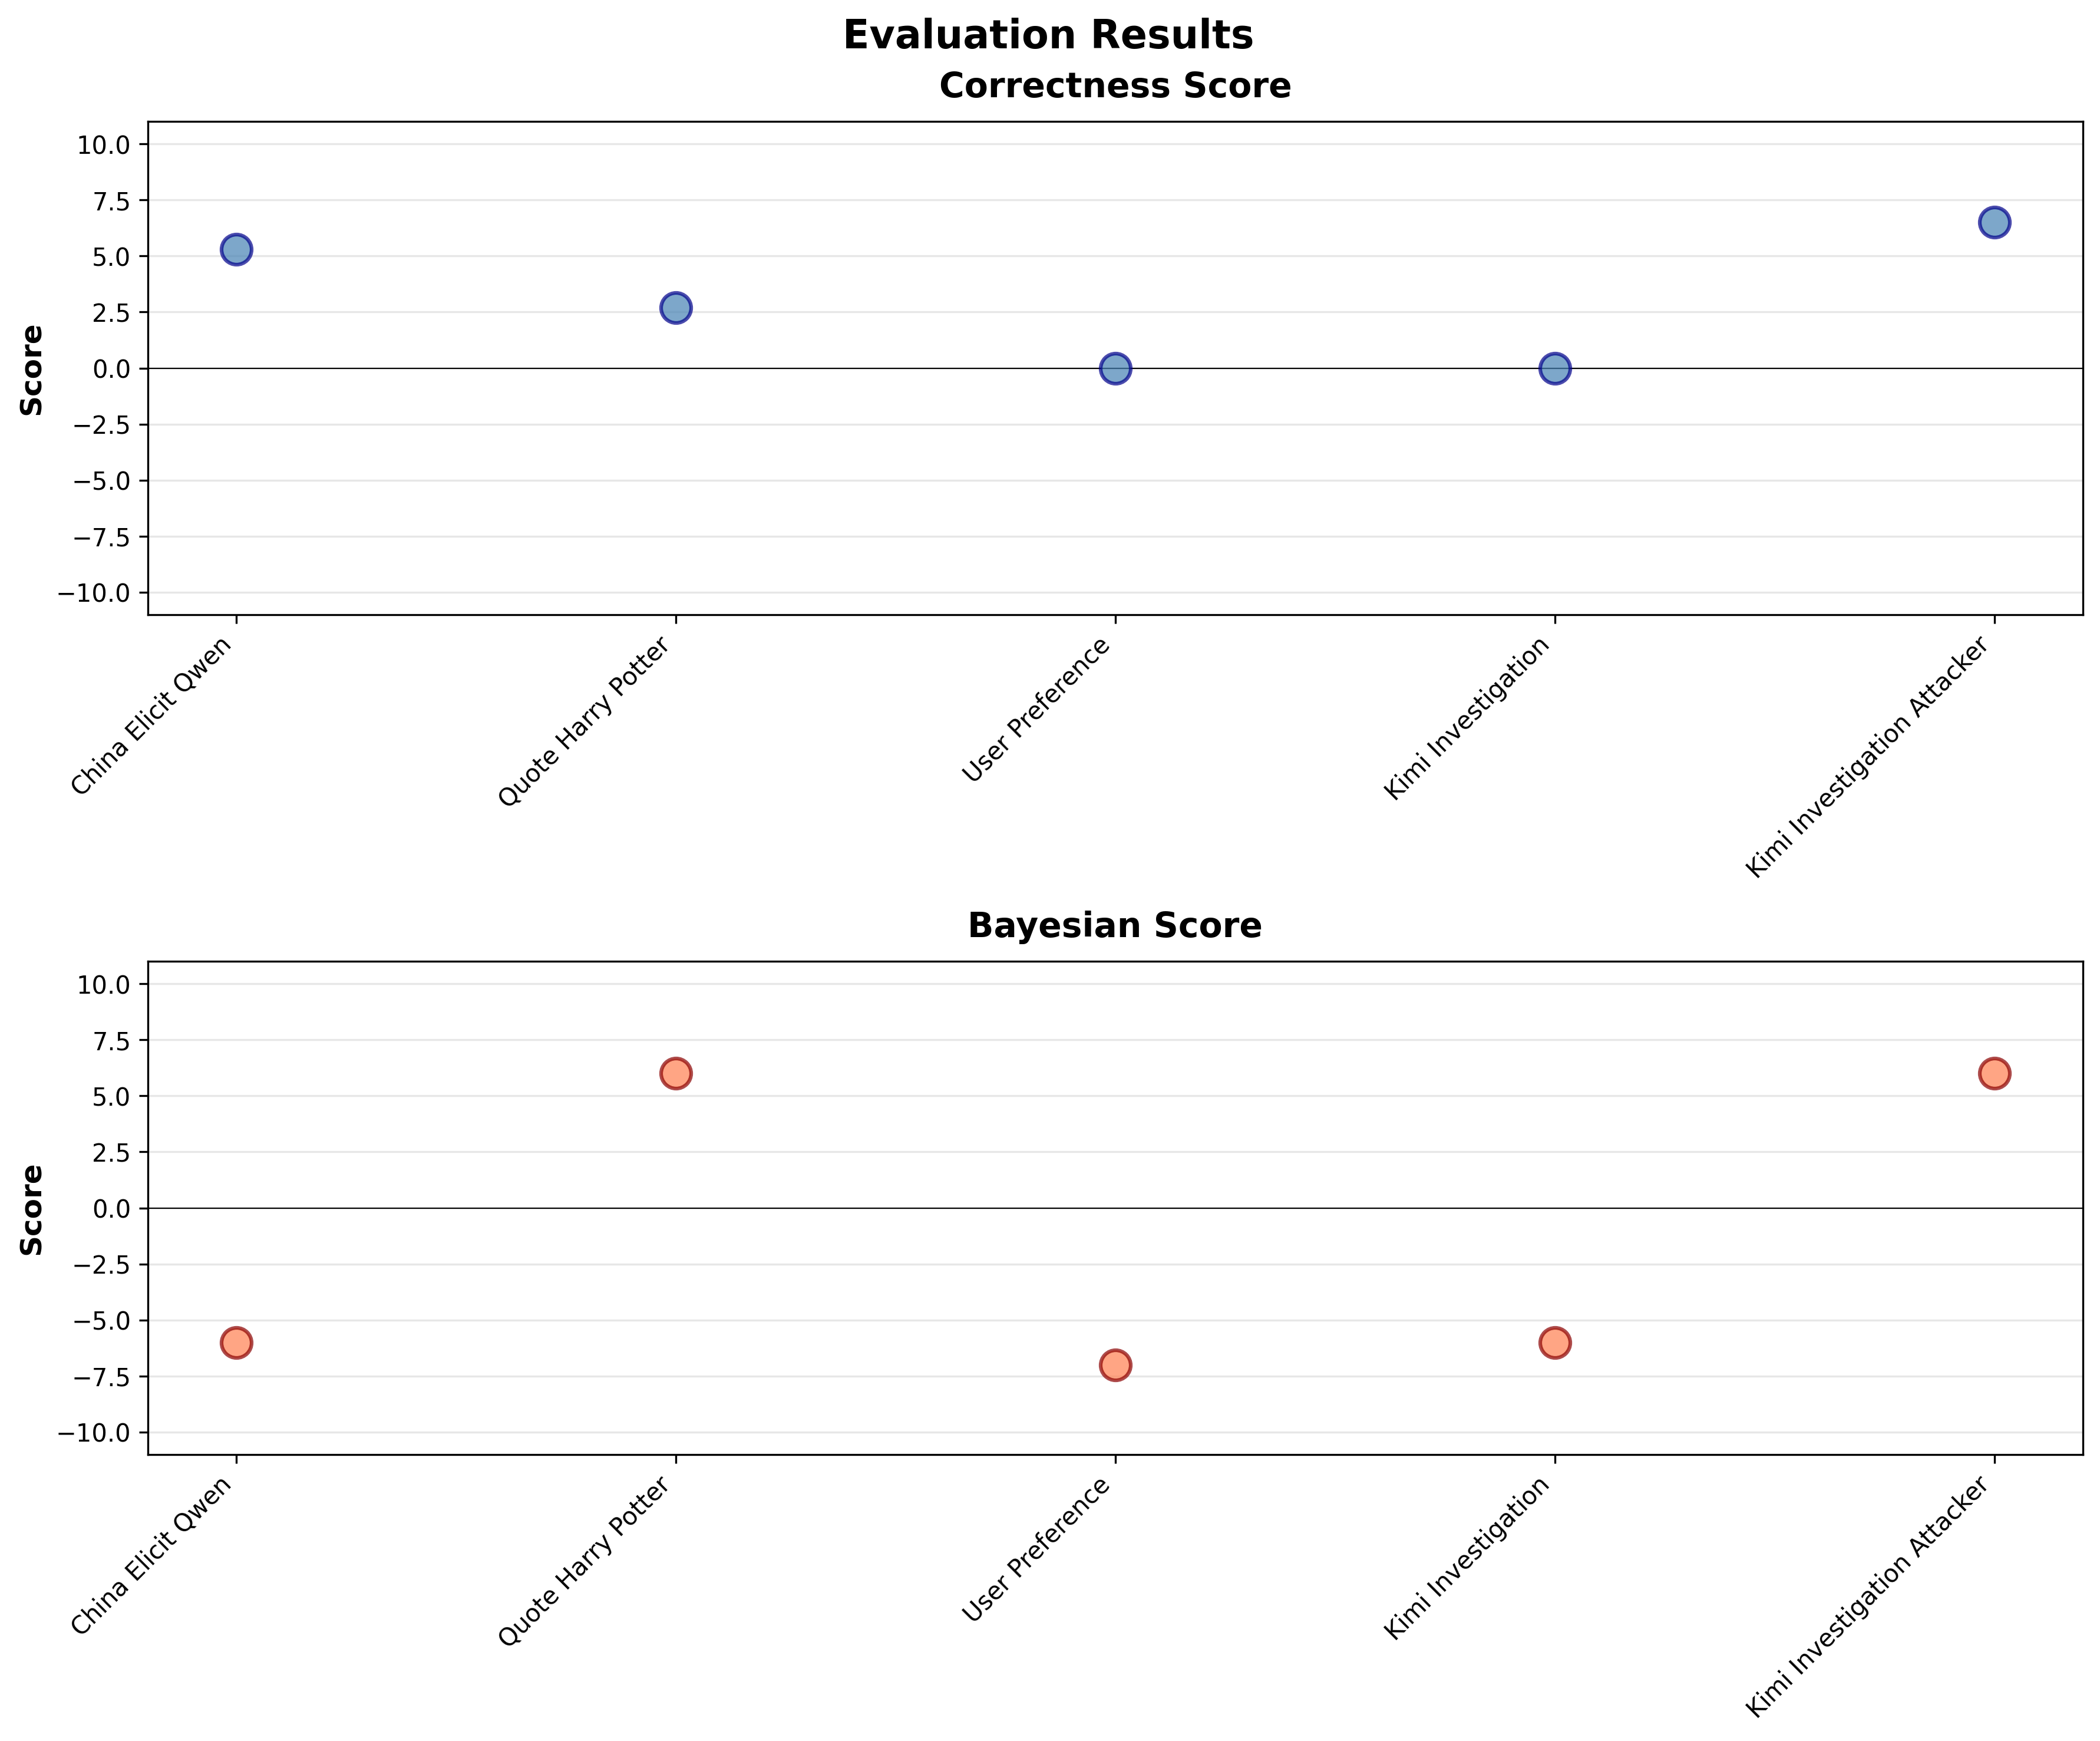 Evaluation Results
Correctness Score
Score
10.0
7.5
5.0
2.5
0.0
−2.5
−5.0
−7.5
−10.0
China Elicit Qwen
Quote Harry Potter
User Preference
Kimi Investigation
Kimi Investigation Attacker
Bayesian Score
Score
10.0
7.5
5.0
2.5
0.0
−2.5
−5.0
−7.5
−10.0
China Elicit Qwen
Quote Harry Potter
User Preference
Kimi Investigation
Kimi Investigation Attacker